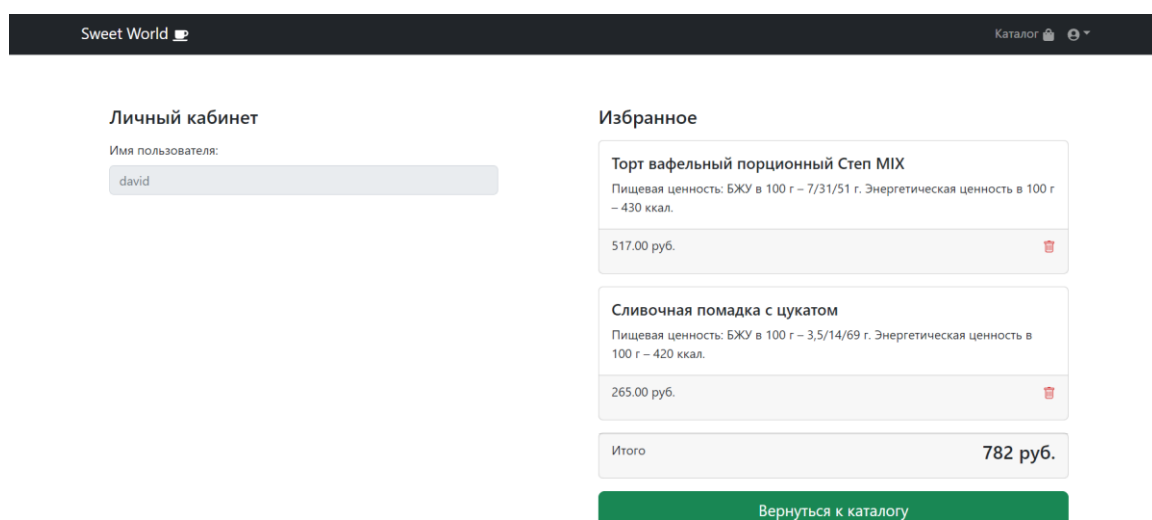 Sweet World
Каталог
Личный кабинет
Имя пользователя:
david
Избранное
Торт вафельный порционный Степ MIX
Пищевая ценность: БЖУ в 100 г – 7/31/51 г. Энергетическая ценность в 100 г
– 430 ккал.
517.00 руб.
Сливочная помадка с цукатом
Пищевая ценность: БЖУ в 100 г – 3,5/14/69 г. Энергетическая ценность в
100 г – 420 ккал.
265.00 руб.
Итого 782 руб.
Вернуться к каталогу